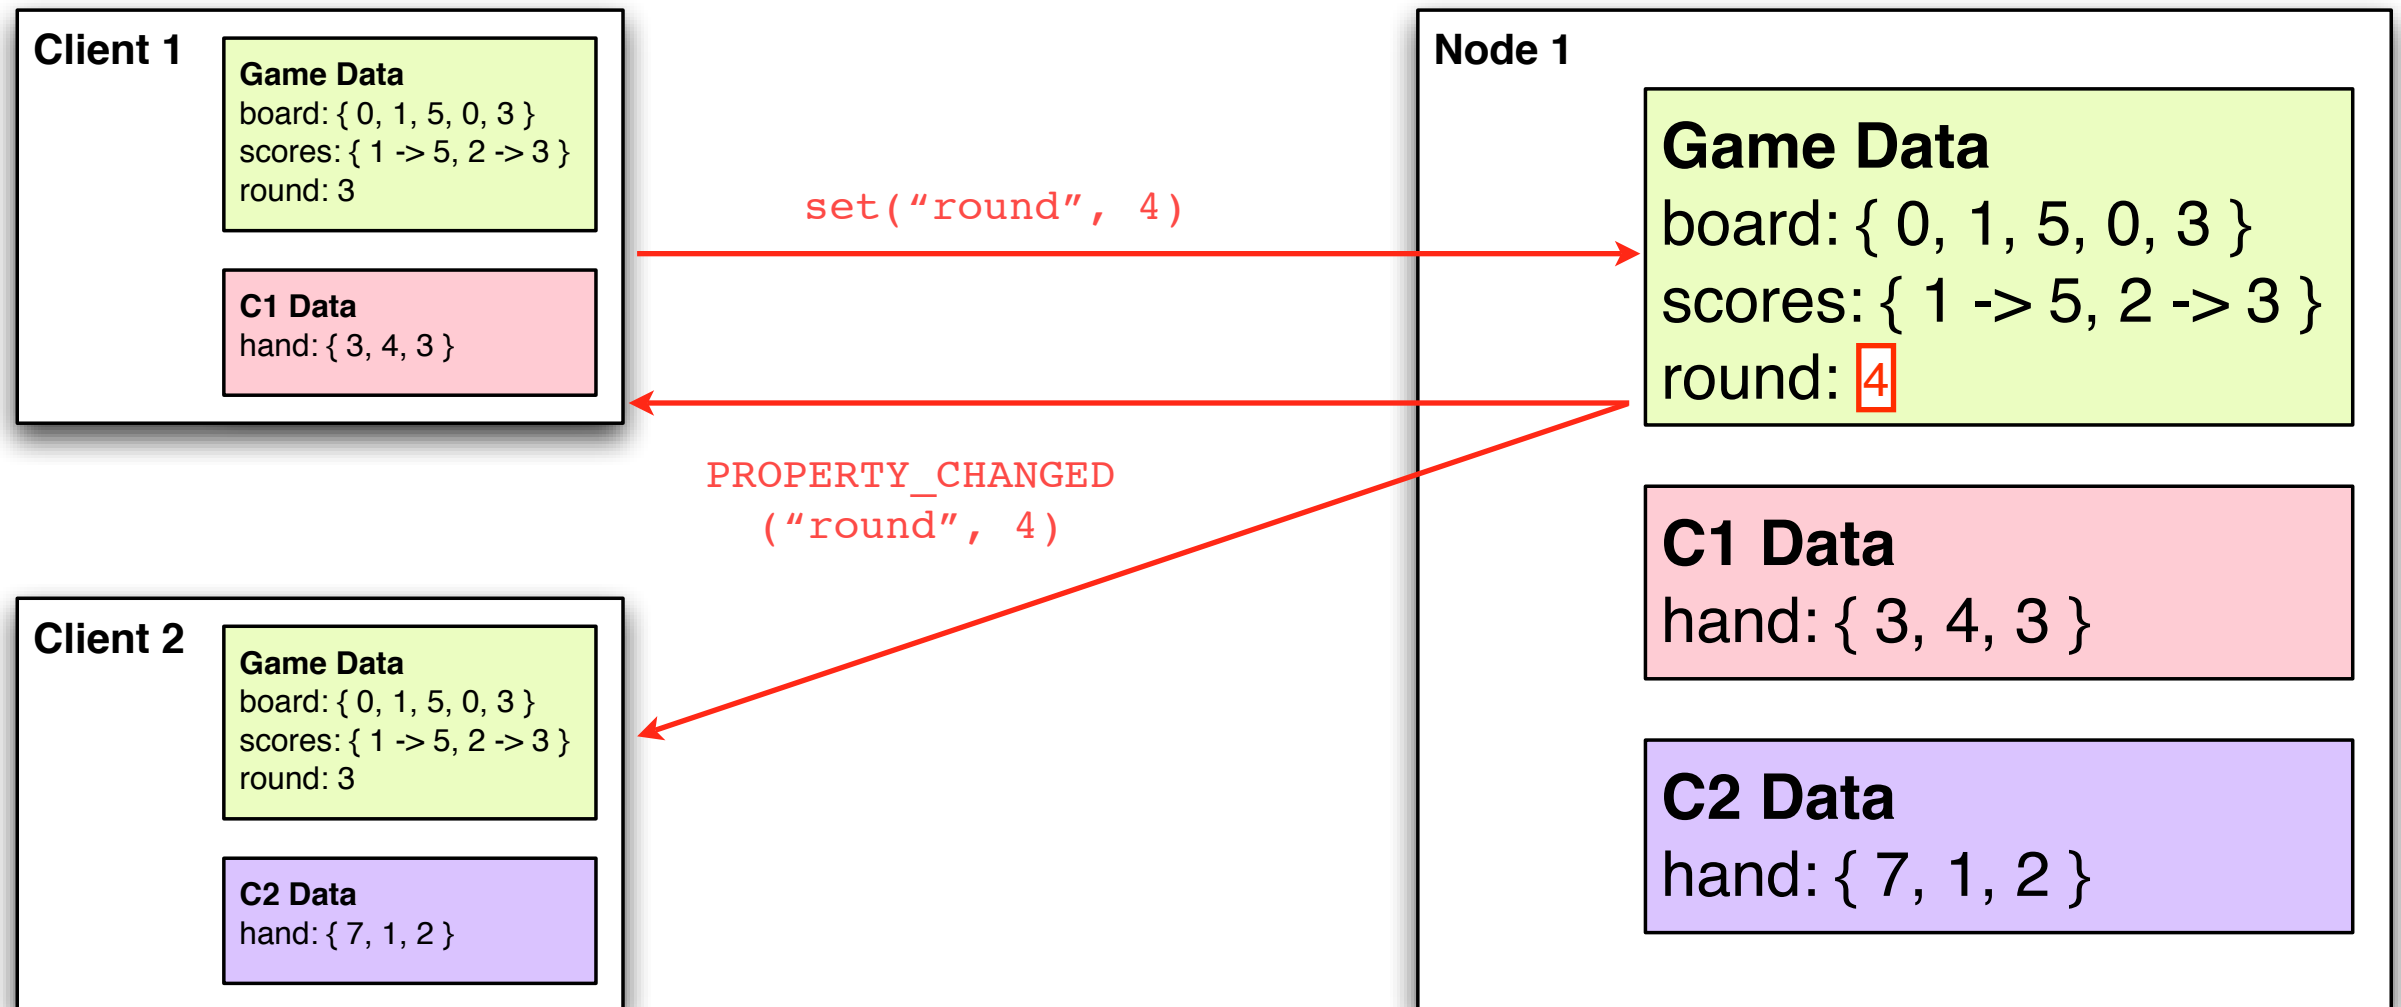 Client 1
Game Data
board: { 0, 1, 5, 0, 3 }
scores: { 1 -> 5, 2 -> 3 }
round: 3
C1 Data
hand: { 3, 4, 3 }
set(“round”, 4)
PROPERTY_CHANGED
(“round”, 4)
Client 2
Game Data
board: { 0, 1, 5, 0, 3 }
scores: { 1 -> 5, 2 -> 3 }
round: 3
C2 Data
hand: { 7, 1, 2 }
Node 1
Game Data
board: { 0, 1, 5, 0, 3 }
scores: { 1 -> 5, 2 -> 3 }
round: 4
C1 Data
hand: { 3, 4, 3 }
C2 Data
hand: { 7, 1, 2 }